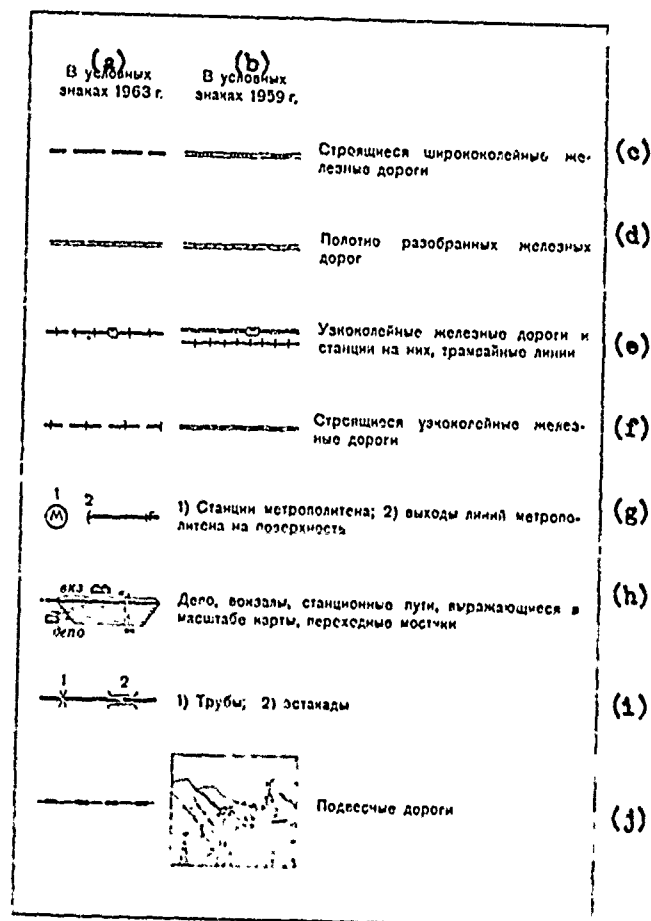 (a) (b)
В условных В условных
знаках 1963 г. знаках 1959 г.
Строящиеся ширококолейные же-
лезные дороги (c)
Полотно разобранных железных
дорог (d)
Узкоколейные железные дороги и
станции на них, трамвайные линии (e)
Строящиеся узкоколейные желез-
ные дороги (f)
1 2
М
1) Станции метрополитена; 2) выходы линий метропо-
литена на поверхность (g)
вкз
депо
Депо, вокзалы, станционные пути, выражающиеся в
масштабе карты, переходные мостики (h)
1 2
1) Трубы; 2) эстакады (i)
Подвесные дороги (j)